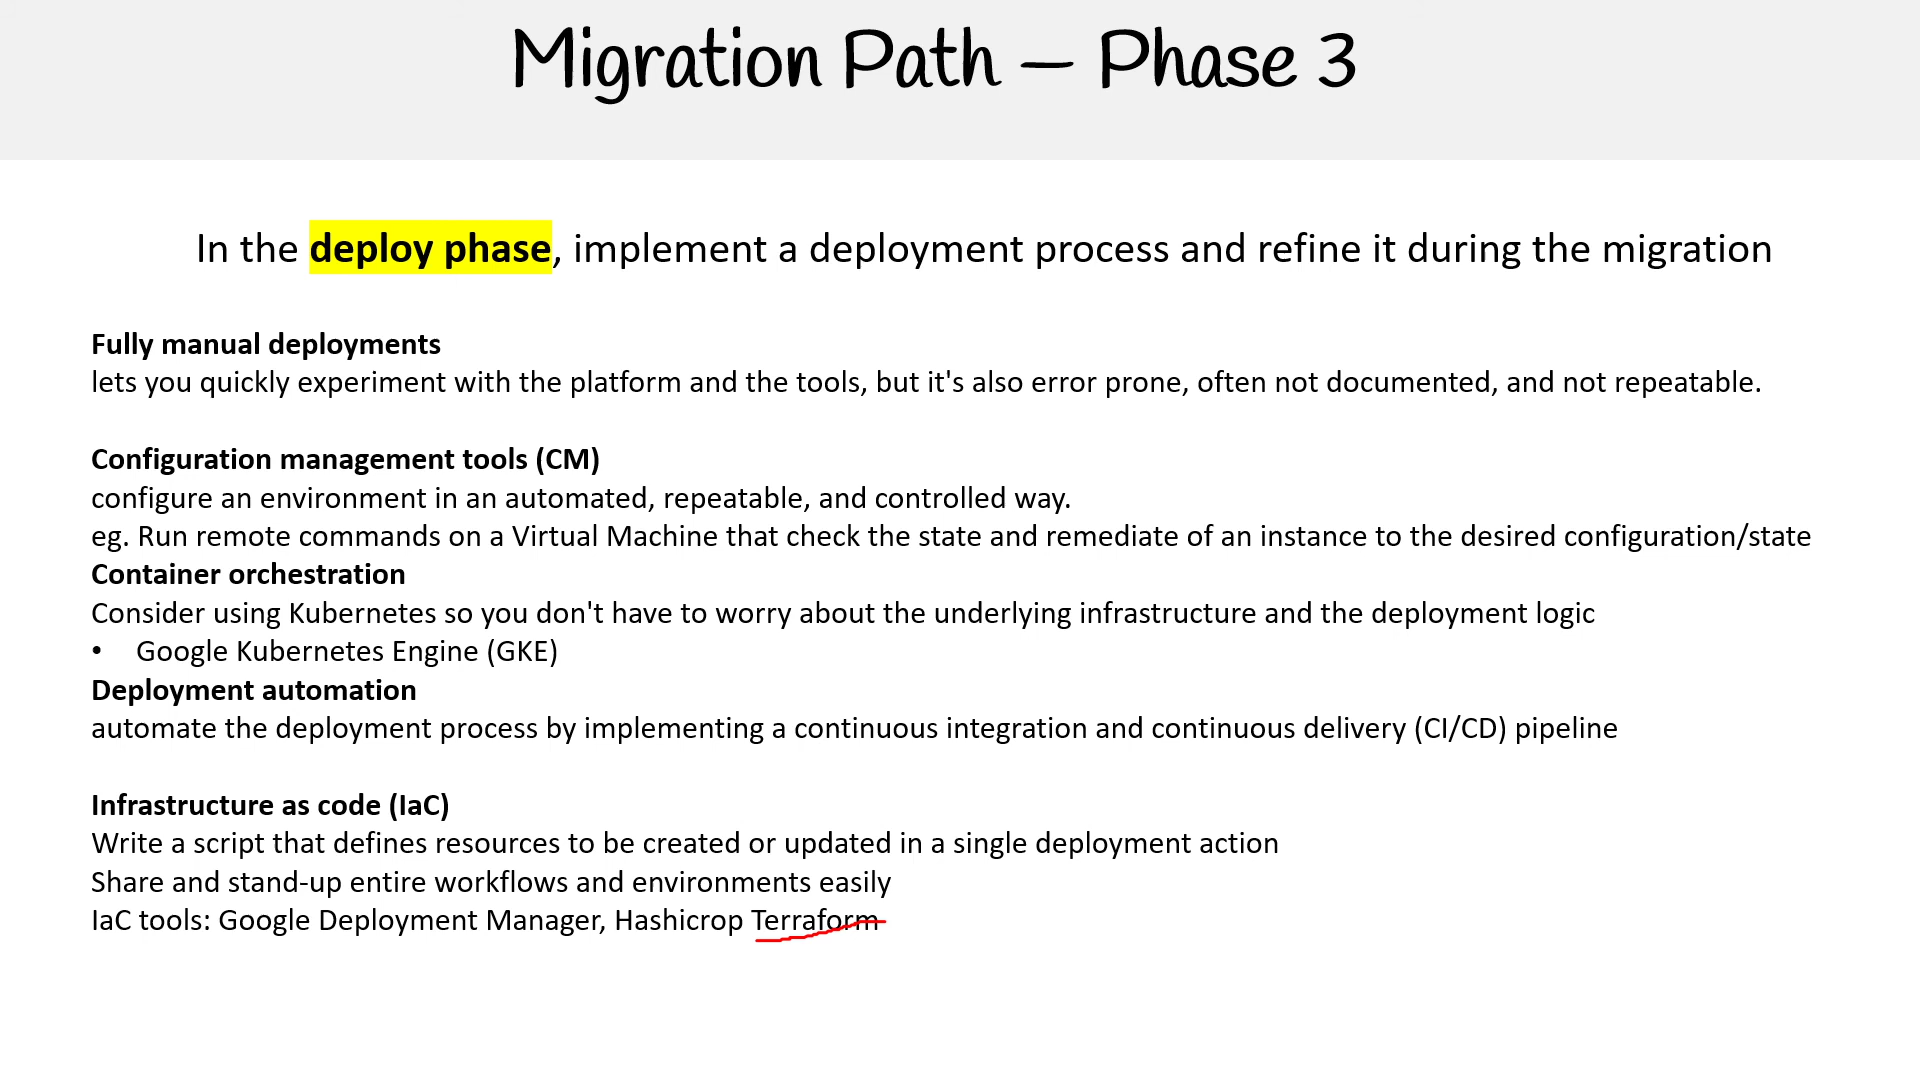 Migration Path – Phase 3
In the deploy phase, implement a deployment process and refine it during the migration
Fully manual deployments
lets you quickly experiment with the platform and the tools, but it's also error prone, often not documented, and not repeatable.
Configuration management tools (CM)
configure an environment in an automated, repeatable, and controlled way.
eg. Run remote commands on a Virtual Machine that check the state and remediate of an instance to the desired configuration/state
Container orchestration
Consider using Kubernetes so you don't have to worry about the underlying infrastructure and the deployment logic
• Google Kubernetes Engine (GKE)
Deployment automation
automate the deployment process by implementing a continuous integration and continuous delivery (CI/CD) pipeline
Infrastructure as code (IaC)
Write a script that defines resources to be created or updated in a single deployment action
Share and stand-up entire workflows and environments easily
IaC tools: Google Deployment Manager, Hashicrop Terraform